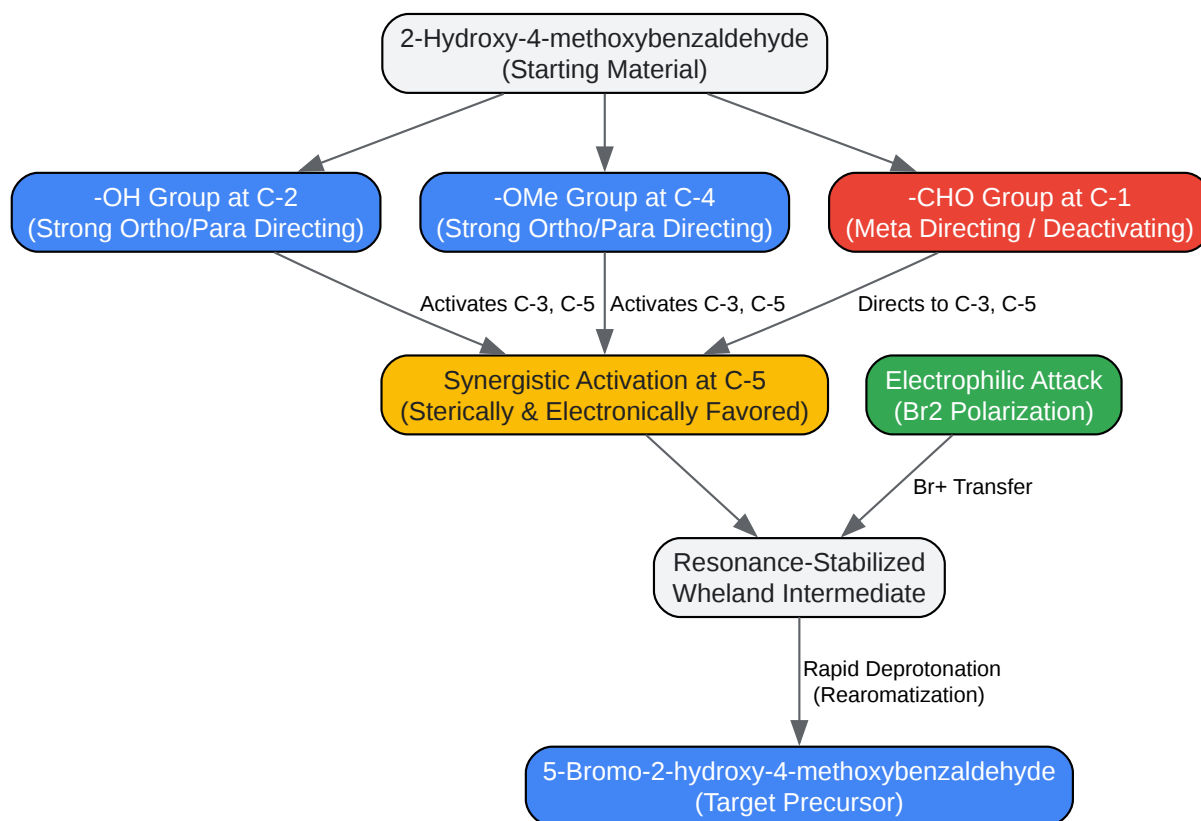 2-Hydroxy-4-methoxybenzaldehyde
(Starting Material)
-OH Group at C-2
(Strong Ortho/Para Directing)
-OMe Group at C-4
(Strong Ortho/Para Directing)
-CHO Group at C-1
(Meta Directing / Deactivating)
Activates C-3, C-5
Activates C-3, C-5
Directs to C-3, C-5
Synergistic Activation at C-5
(Sterically & Electronically Favored)
Electrophilic Attack
(Br2 Polarization)
Br+ Transfer
Resonance-Stabilized
Wheland Intermediate
Rapid Deprotonation
(Rearomatization)
5-Bromo-2-hydroxy-4-methoxybenzaldehyde
(Target Precursor)